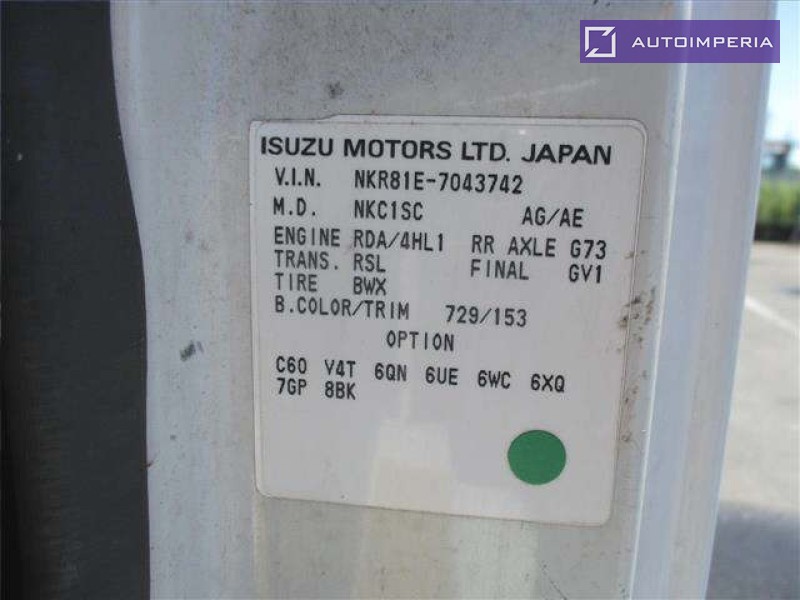 AUTOIMPERIA
ISUZU MOTORS LTD. JAPAN
V.I.N. NKR81E-7043742
M.D. NKC1SC AG/AE
ENGINE RDA/4HL1 RR AXLE G73
TRANS. RSL FINAL GV1
TIRE BWX
B.COLOR/TRIM 729/153
OPTION
C60 V4T 6QN 6UE 6WC 6XQ
7GP 8BK